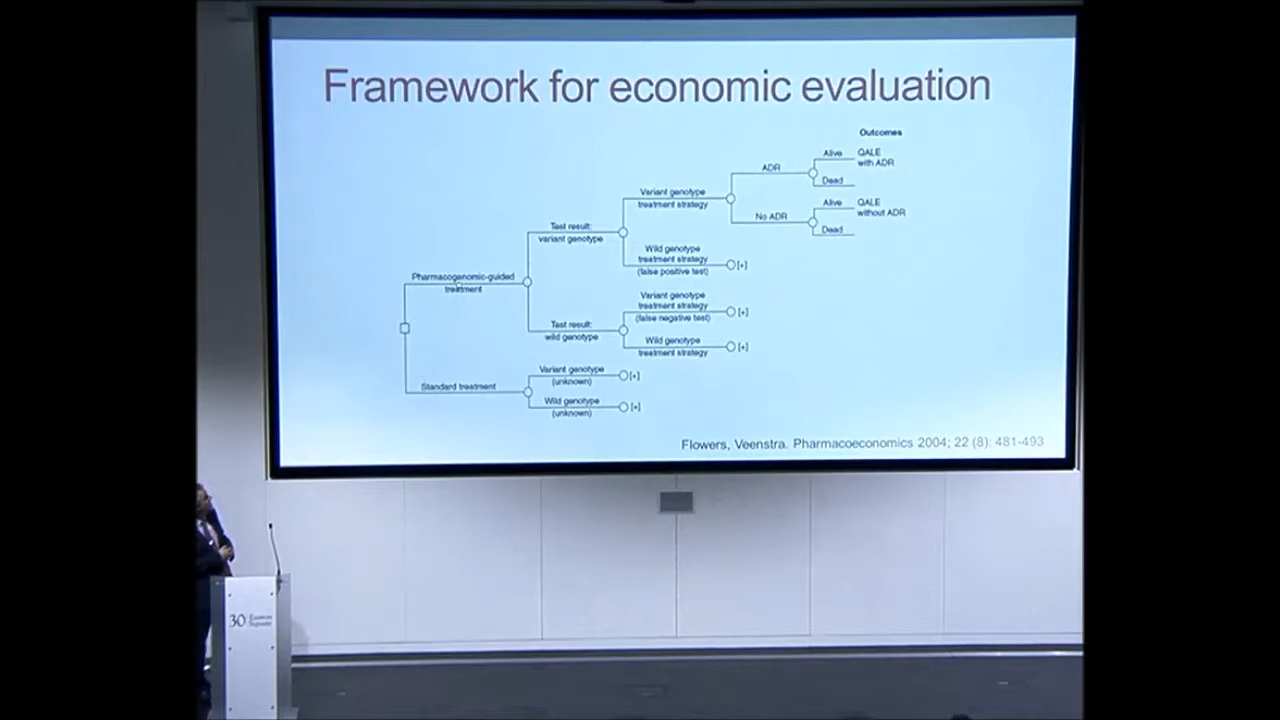 Framework for economic evaluation
Outcomes
Alive
QALE
with ADR
ADR
Dead
Variant genotype
treatment strategy
Alive
QALE
without ADR
No ADR
Dead
Test result:
variant genotype
Wild genotype
treatment strategy
(false positive test)
[+]
Pharmacogenomic-guided
treatment
Variant genotype
treatment strategy
(false negative test)
[+]
Test result:
wild genotype
Wild genotype
treatment strategy
[+]
Standard treatment
Variant genotype
(unknown)
[+]
Wild genotype
(unknown)
[+]
Flowers, Veenstra. Pharmacoeconomics 2004; 22 (8): 481-493
30